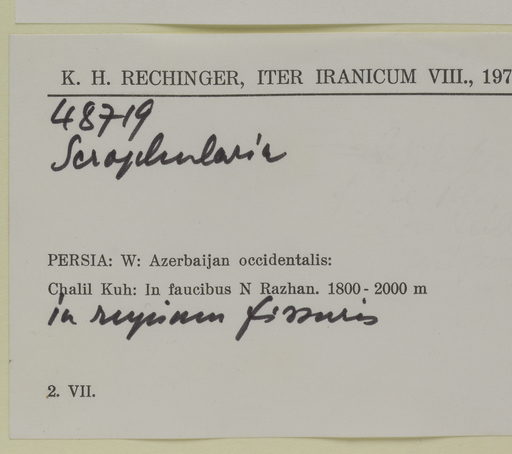 K. H. RECHINGER, ITER IRANICUM VIII., 197
48719
Scrophularia
PERSIA: W: Azerbaijan occidentalis:
Chalil Kuh: In faucibus N Razhan. 1800 - 2000 m
in rupium fissuris
2. VII.